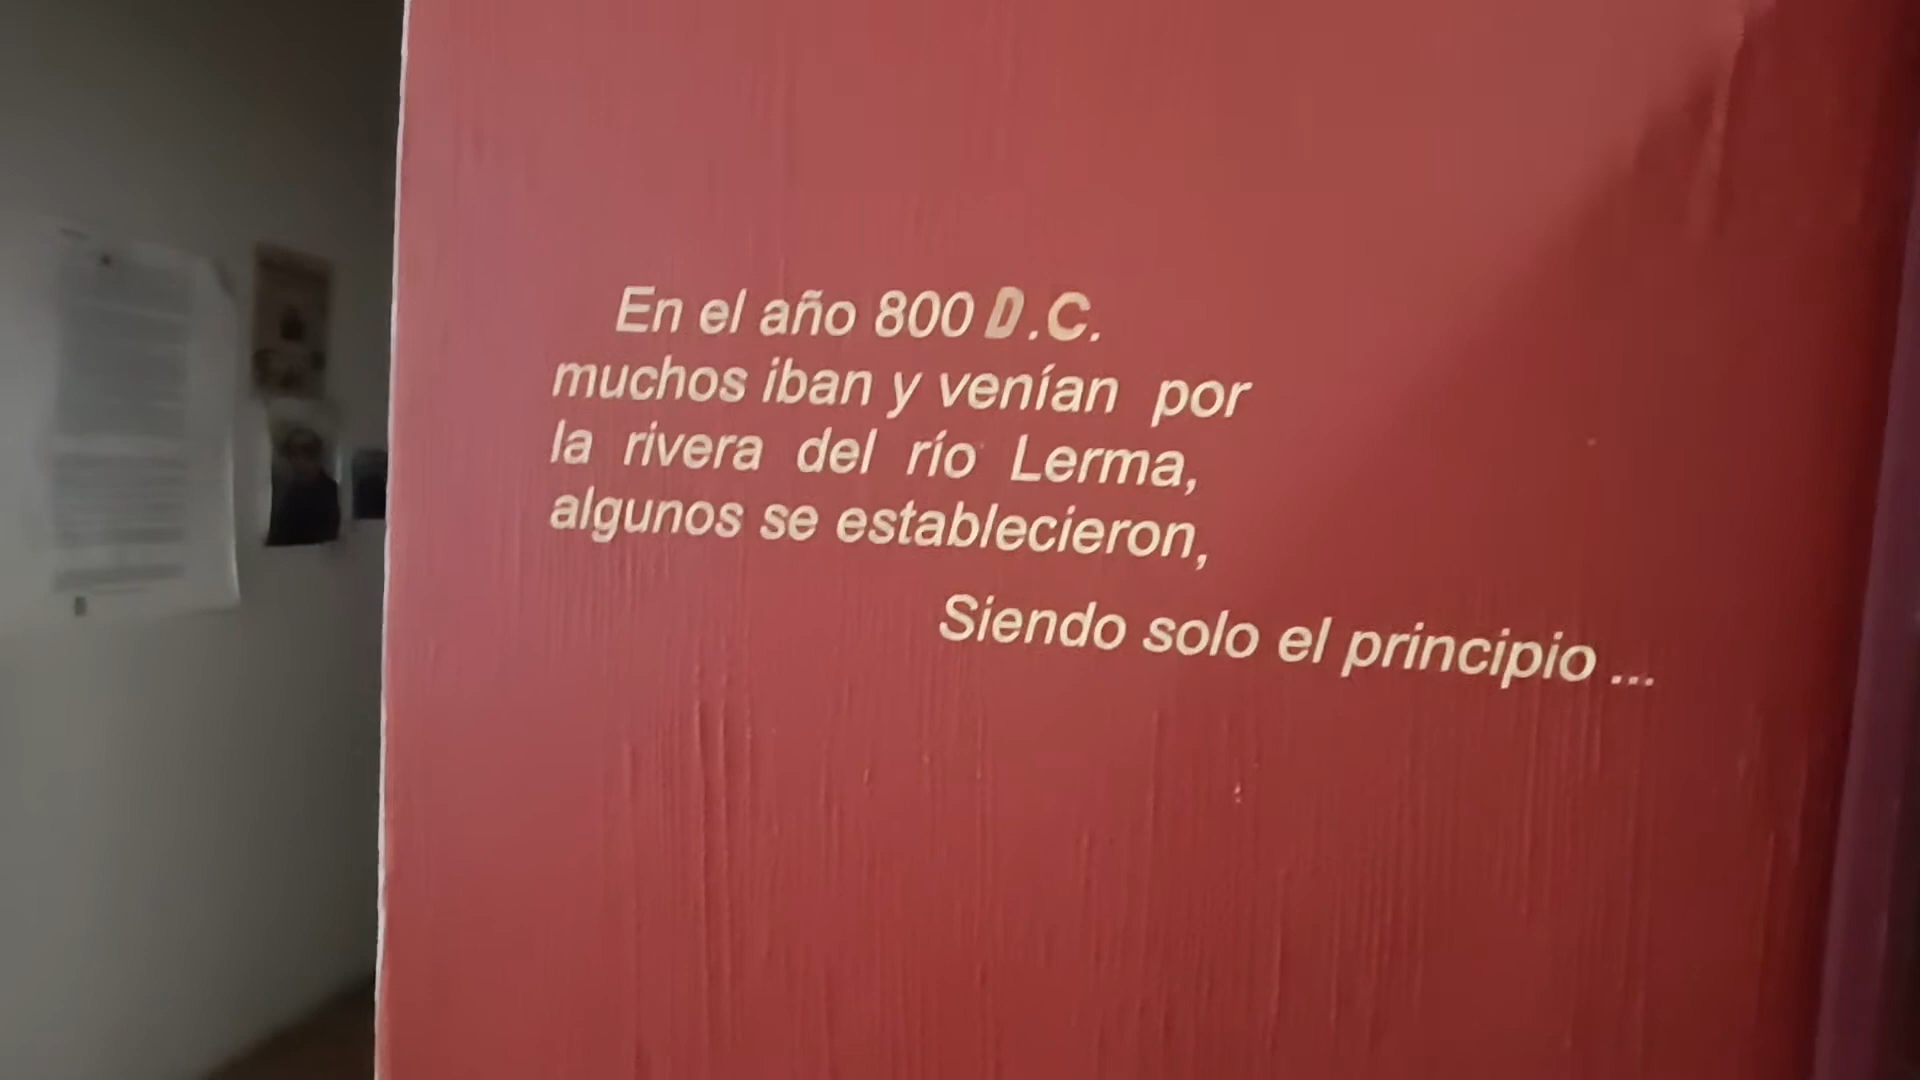 En el año 800 D.C.
muchos iban y venían por
la rivera del río Lerma,
algunos se establecieron,
Siendo solo el principio ...